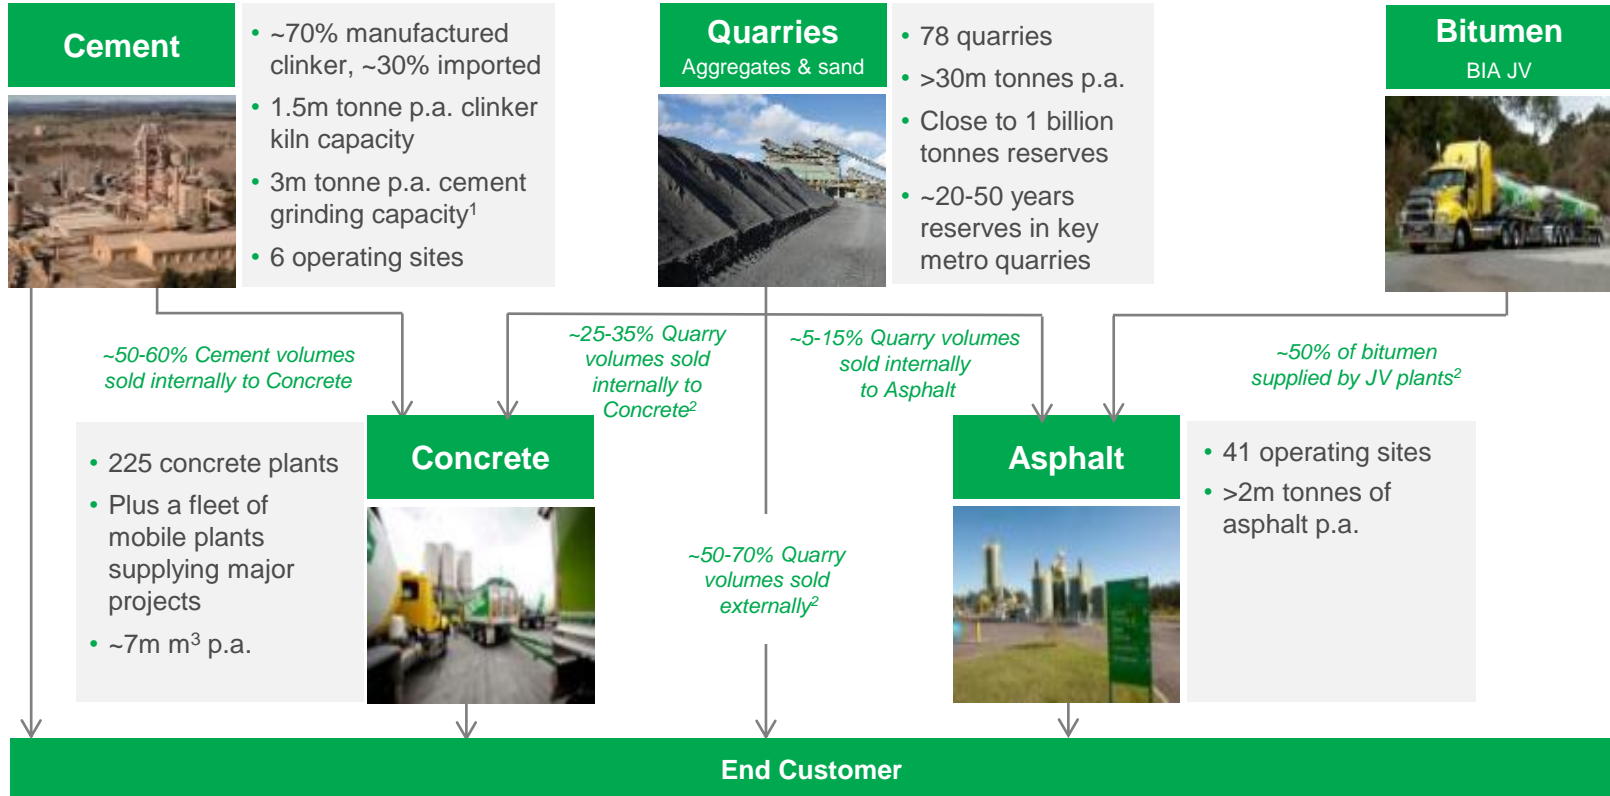 Cement
• ~70% manufactured
clinker, ~30% imported
• 1.5m tonne p.a. clinker
kiln capacity
• 3m tonne p.a. cement
grinding capacity¹
• 6 operating sites
Quarries
Aggregates & sand
• 78 quarries
• >30m tonnes p.a.
• Close to 1 billion
tonnes reserves
• ~20-50 years
reserves in key
metro quarries
Bitumen
BIA JV
~50-60% Cement volumes
sold internally to Concrete
~25-35% Quarry
volumes sold
internally to
Concrete²
~5-15% Quarry volumes
sold internally
to Asphalt
~50% of bitumen
supplied by JV plants²
• 225 concrete plants
• Plus a fleet of
mobile plants
supplying major
projects
• ~7m m³ p.a.
Concrete
~50-70% Quarry
volumes sold
externally²
Asphalt
• 41 operating sites
• >2m tonnes of
asphalt p.a.
End Customer